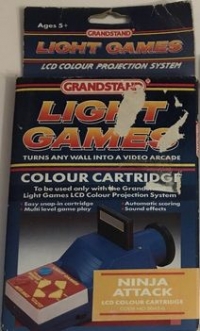 Ages 5+
GRANDSTAND
LIGHT GAMES
LCD COLOUR PROJECTION SYSTEM
GRANDSTAND
LIGHT
GAMES
TURNS ANY WALL INTO A VIDEO ARCADE
COLOUR CARTRIDGE
To be used only with the Grands
Light Games LCD Colour Projection System
- Easy snap in cartridge - Automatic scoring
- Multi level game play - Sound effects
NINJA
ATTACK
LCD COLOUR CARTRIDGE